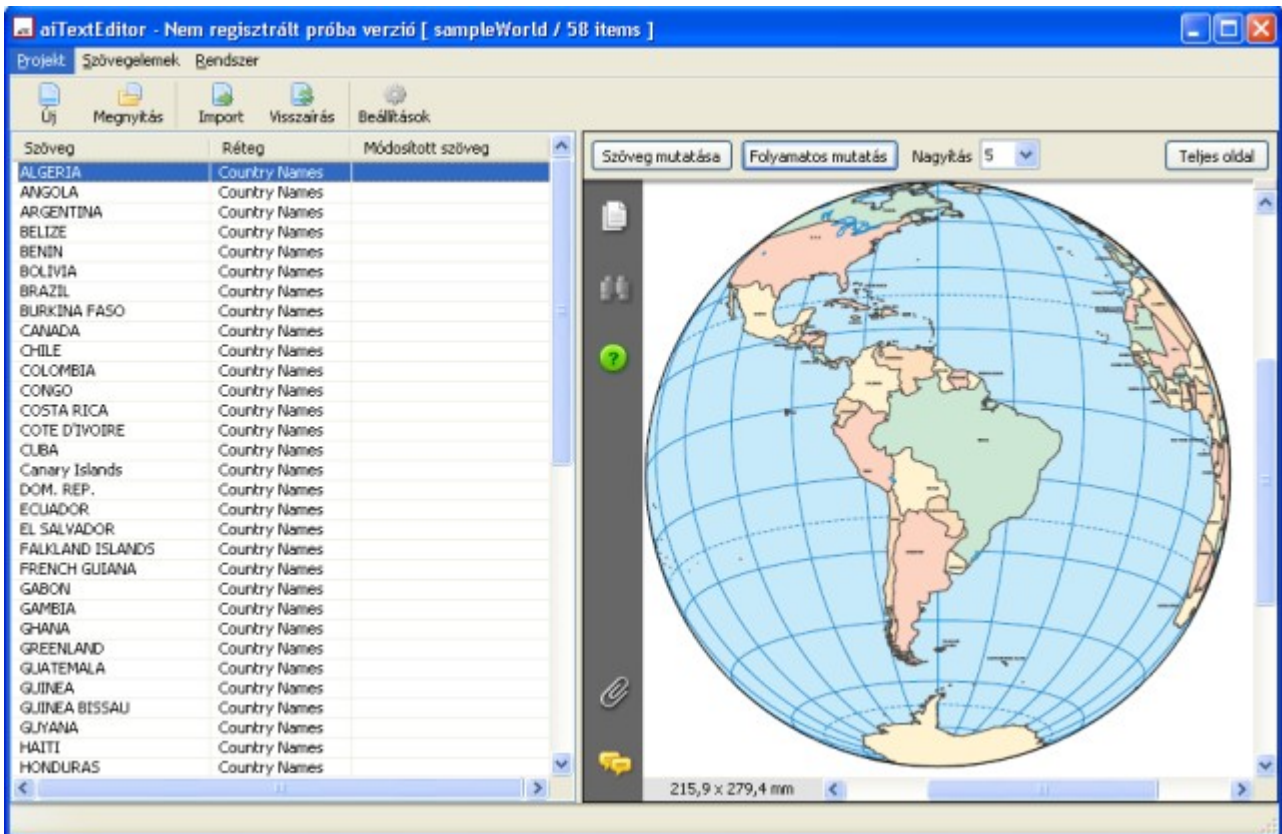 aiTextEditor - Nem regisztrált próba verzió [ sampleWorld / 58 items ]
Projekt Szövegelemek Rendszer
Új Megnyitás Import Visszaírás Beállítások
Szöveg Réteg Módosított szöveg
Szöveg mutatása Folyamatos mutatás Nagyítás 5 Teljes oldal
ALGERIA Country Names
ANGOLA Country Names
ARGENTINA Country Names
BELIZE Country Names
BENIN Country Names
BOLIVIA Country Names
BRAZIL Country Names
BURKINA FASO Country Names
CANADA Country Names
CHILE Country Names
COLOMBIA Country Names
CONGO Country Names
COSTA RICA Country Names
COTE D'IVOIRE Country Names
CUBA Country Names
Canary Islands Country Names
DOM. REP. Country Names
ECUADOR Country Names
EL SALVADOR Country Names
FALKLAND ISLANDS Country Names
FRENCH GUIANA Country Names
GABON Country Names
GAMBIA Country Names
GHANA Country Names
GREENLAND Country Names
GUATEMALA Country Names
GUINEA Country Names
GUINEA BISSAU Country Names
GUYANA Country Names
HAITI Country Names
HONDURAS Country Names
215,9 x 279,4 mm